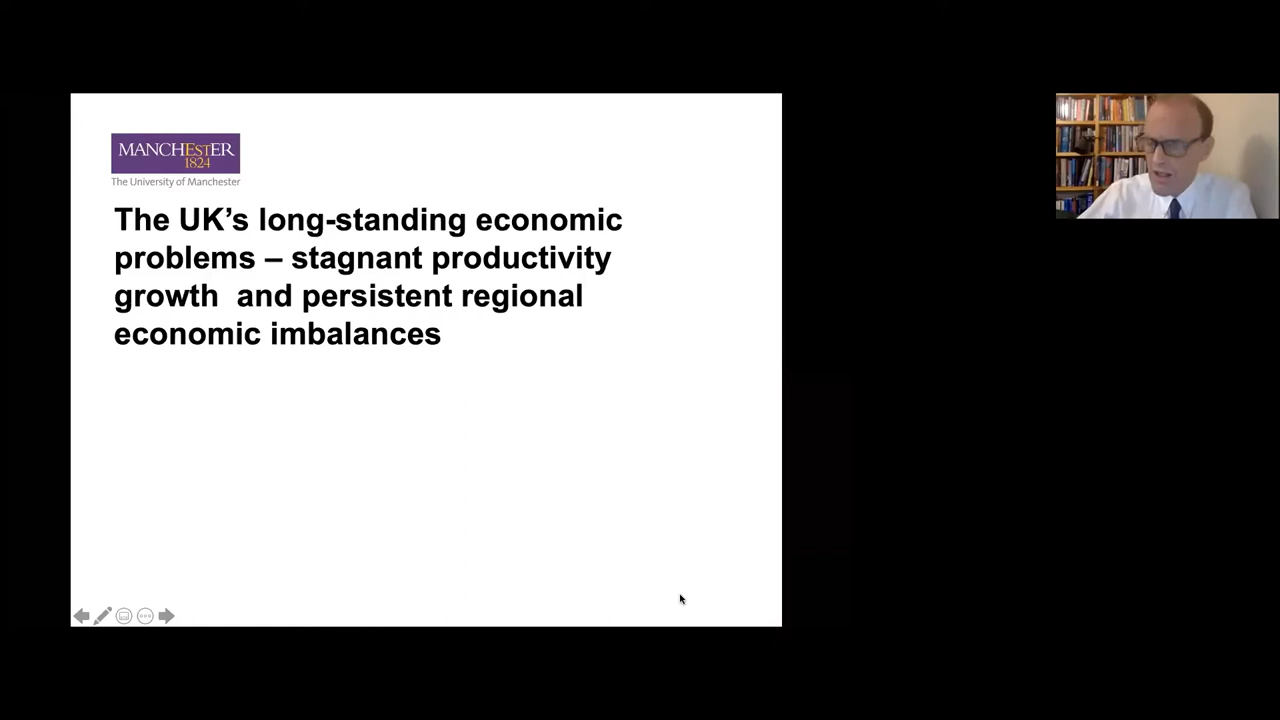 MANCHEsTER
1824
The University of Manchester
The UK’s long-standing economic
problems – stagnant productivity
growth  and persistent regional
economic imbalances